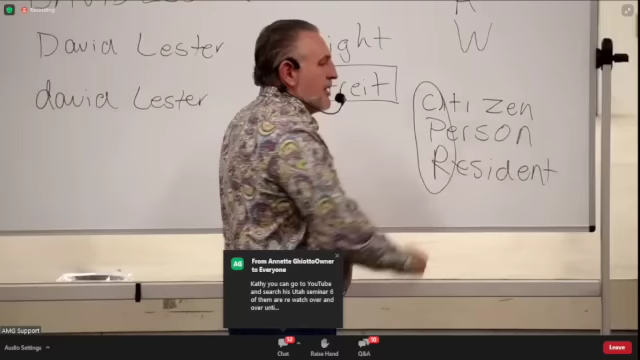 Recording
David Lester
ight
W
david Lester
reit
Citizen
Person
Resident
AG
From Annette GhiottoOwner
to Everyone
Kathy you can go to YouTube
and search his Utah seminar 6
of them are re watch over and
over unti...
AMG Support
Audio Settings
Chat
Raise Hand
Q&A
Leave